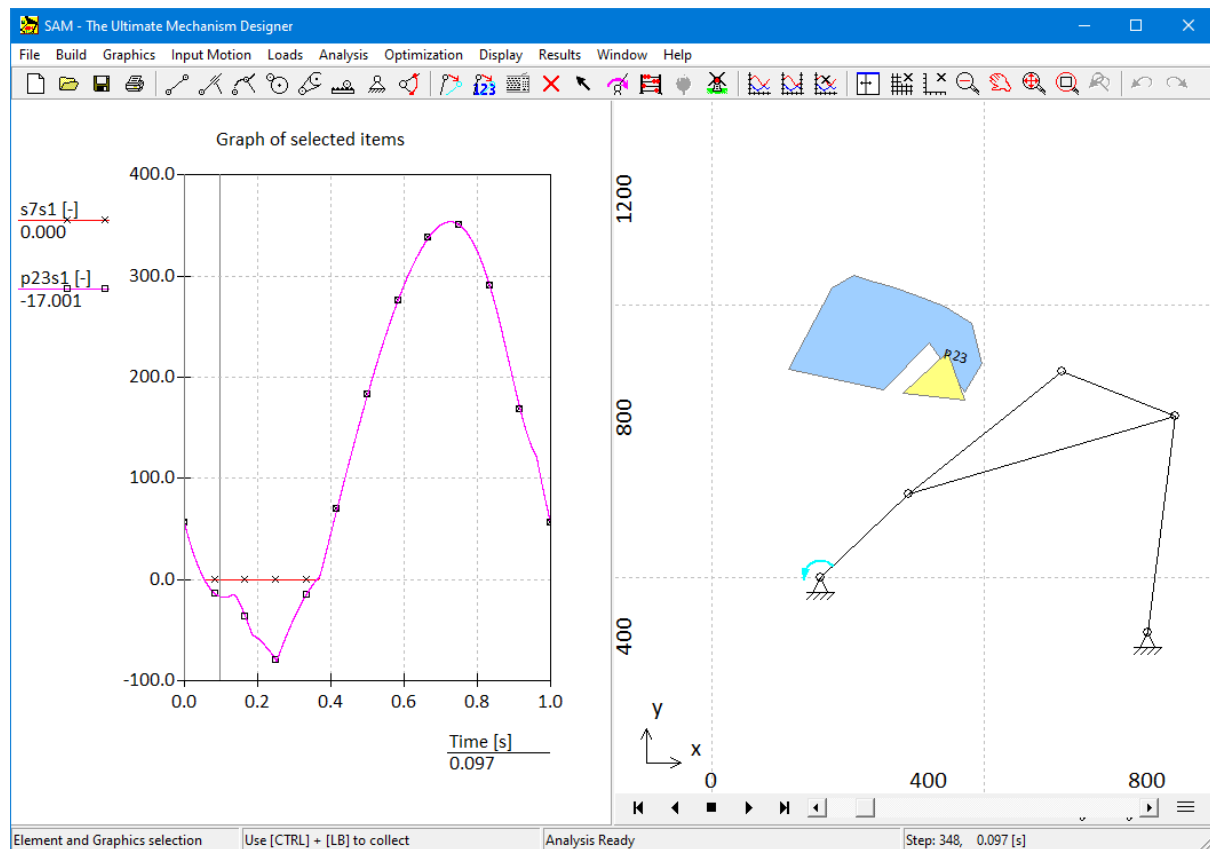 SAM - The Ultimate Mechanism Designer
File Build Graphics Input Motion Loads Analysis Optimization Display Results Window Help
123
Graph of selected items
s7s1 [-]
0.000
p23s1 [-]
-17.001
400.0
300.0
200.0
100.0
0.0
-100.0
0.0 0.2 0.4 0.6 0.8 1.0
Time [s]
0.097
1200
800
400
P23
y
x
0 400 800
Element and Graphics selection
Use [CTRL] + [LB] to collect
Analysis Ready
Step: 348, 0.097 [s]